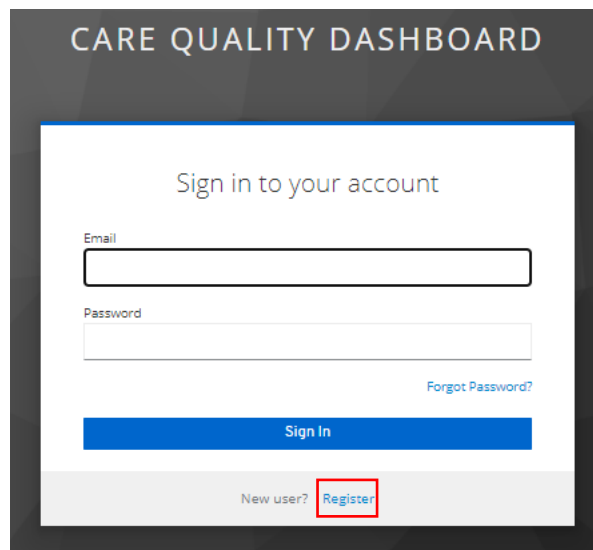 CARE QUALITY DASHBOARD
Sign in to your account
Email
Password
Forgot Password?
Sign In
New user? Register